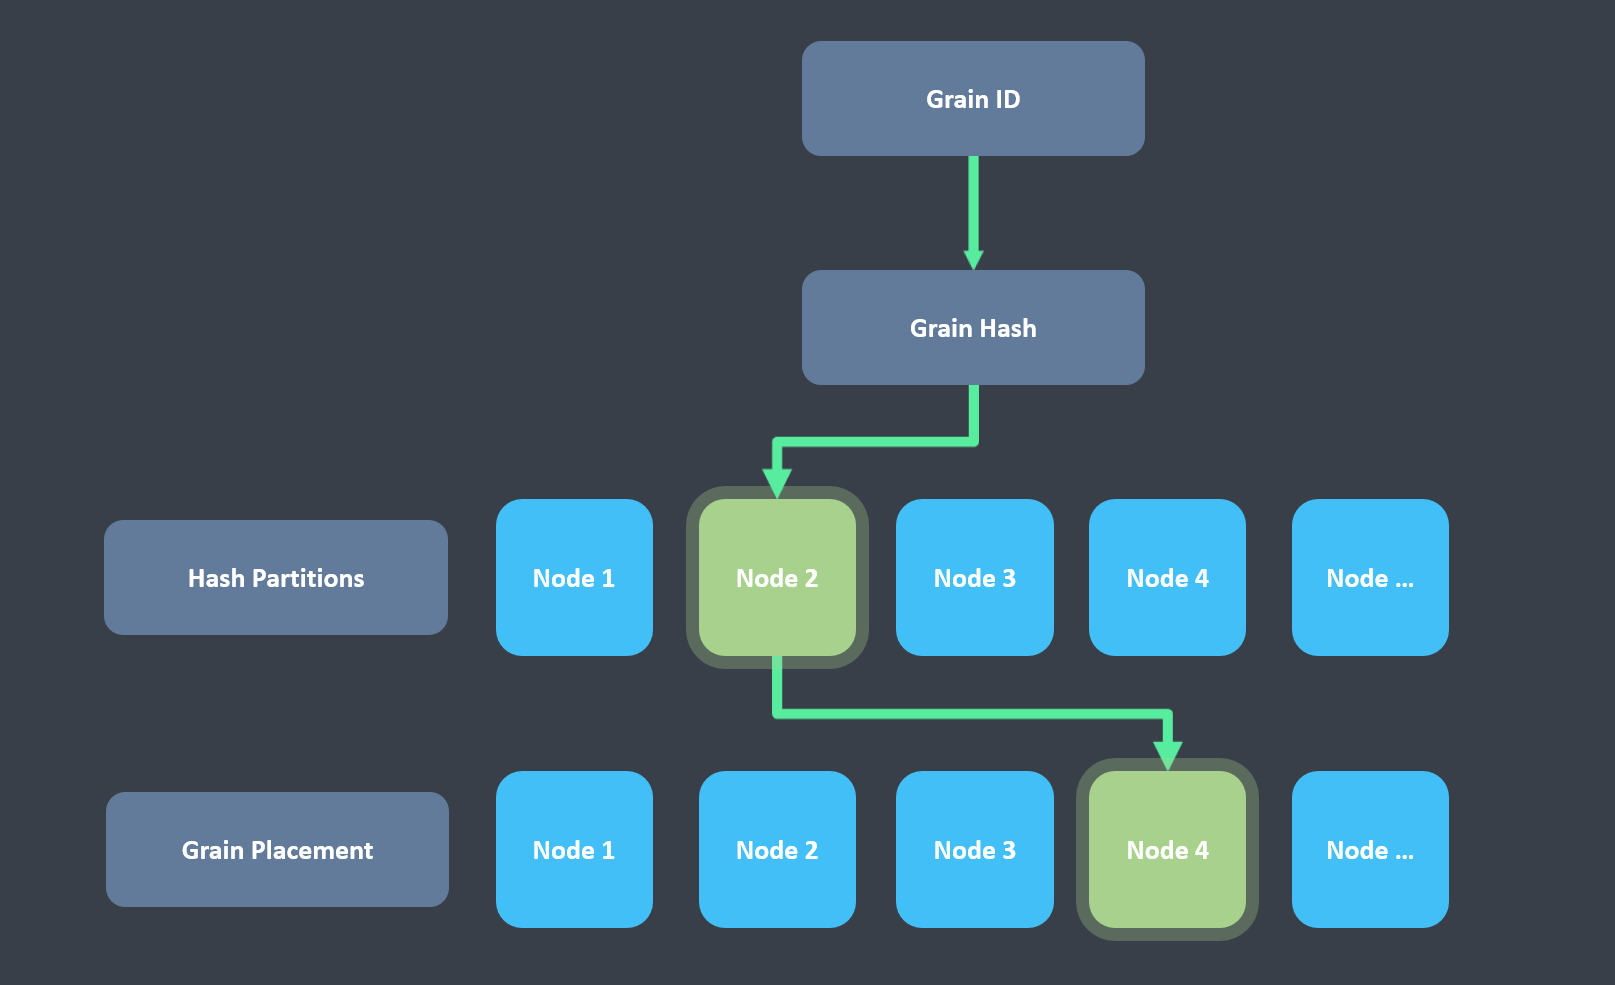 Grain ID
Grain Hash
Hash Partitions
Node 1
Node 2
Node 3
Node 4
Node ...
Grain Placement
Node 1
Node 2
Node 3
Node 4
Node ...